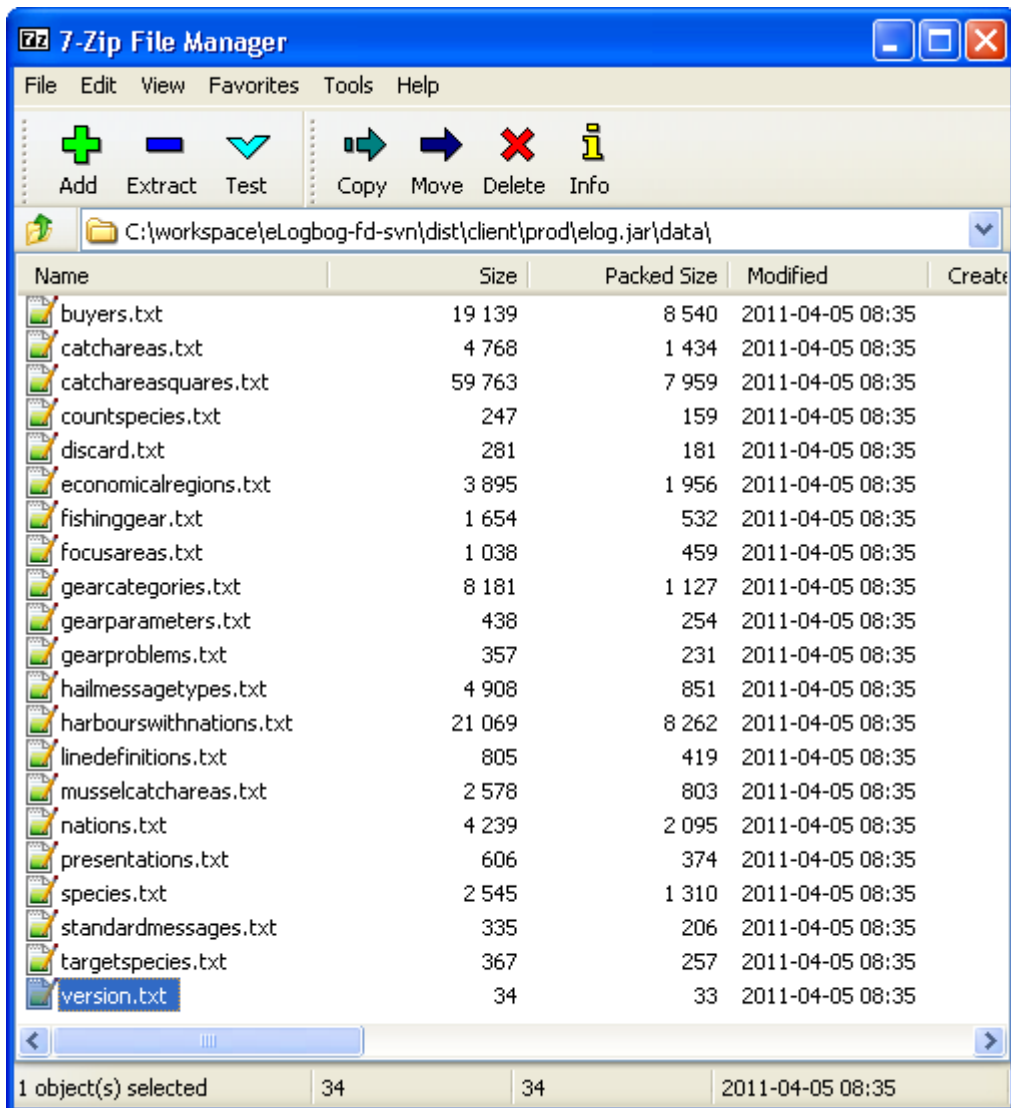 7-Zip File Manager
File Edit View Favorites Tools Help
Add Extract Test Copy Move Delete Info
C:\workspace\eLogbog-fd-svn\dist\client\prod\elog.jar\data\
Name Size Packed Size Modified Create
buyers.txt 19 139 8 540 2011-04-05 08:35
catchareas.txt 4 768 1 434 2011-04-05 08:35
catchareasquares.txt 59 763 7 959 2011-04-05 08:35
countspecies.txt 247 159 2011-04-05 08:35
discard.txt 281 181 2011-04-05 08:35
economicalregions.txt 3 895 1 956 2011-04-05 08:35
fishinggear.txt 1 654 532 2011-04-05 08:35
focusareas.txt 1 038 459 2011-04-05 08:35
gearcategories.txt 8 181 1 127 2011-04-05 08:35
gearparameters.txt 438 254 2011-04-05 08:35
gearproblems.txt 357 231 2011-04-05 08:35
hailmessagetypes.txt 4 908 851 2011-04-05 08:35
harbourswithnations.txt 21 069 8 262 2011-04-05 08:35
linedefinitions.txt 805 419 2011-04-05 08:35
musselcatchareas.txt 2 578 803 2011-04-05 08:35
nations.txt 4 239 2 095 2011-04-05 08:35
presentations.txt 606 374 2011-04-05 08:35
species.txt 2 545 1 310 2011-04-05 08:35
standardmessages.txt 335 206 2011-04-05 08:35
targetspecies.txt 367 257 2011-04-05 08:35
version.txt 34 33 2011-04-05 08:35
1 object(s) selected 34 34 2011-04-05 08:35